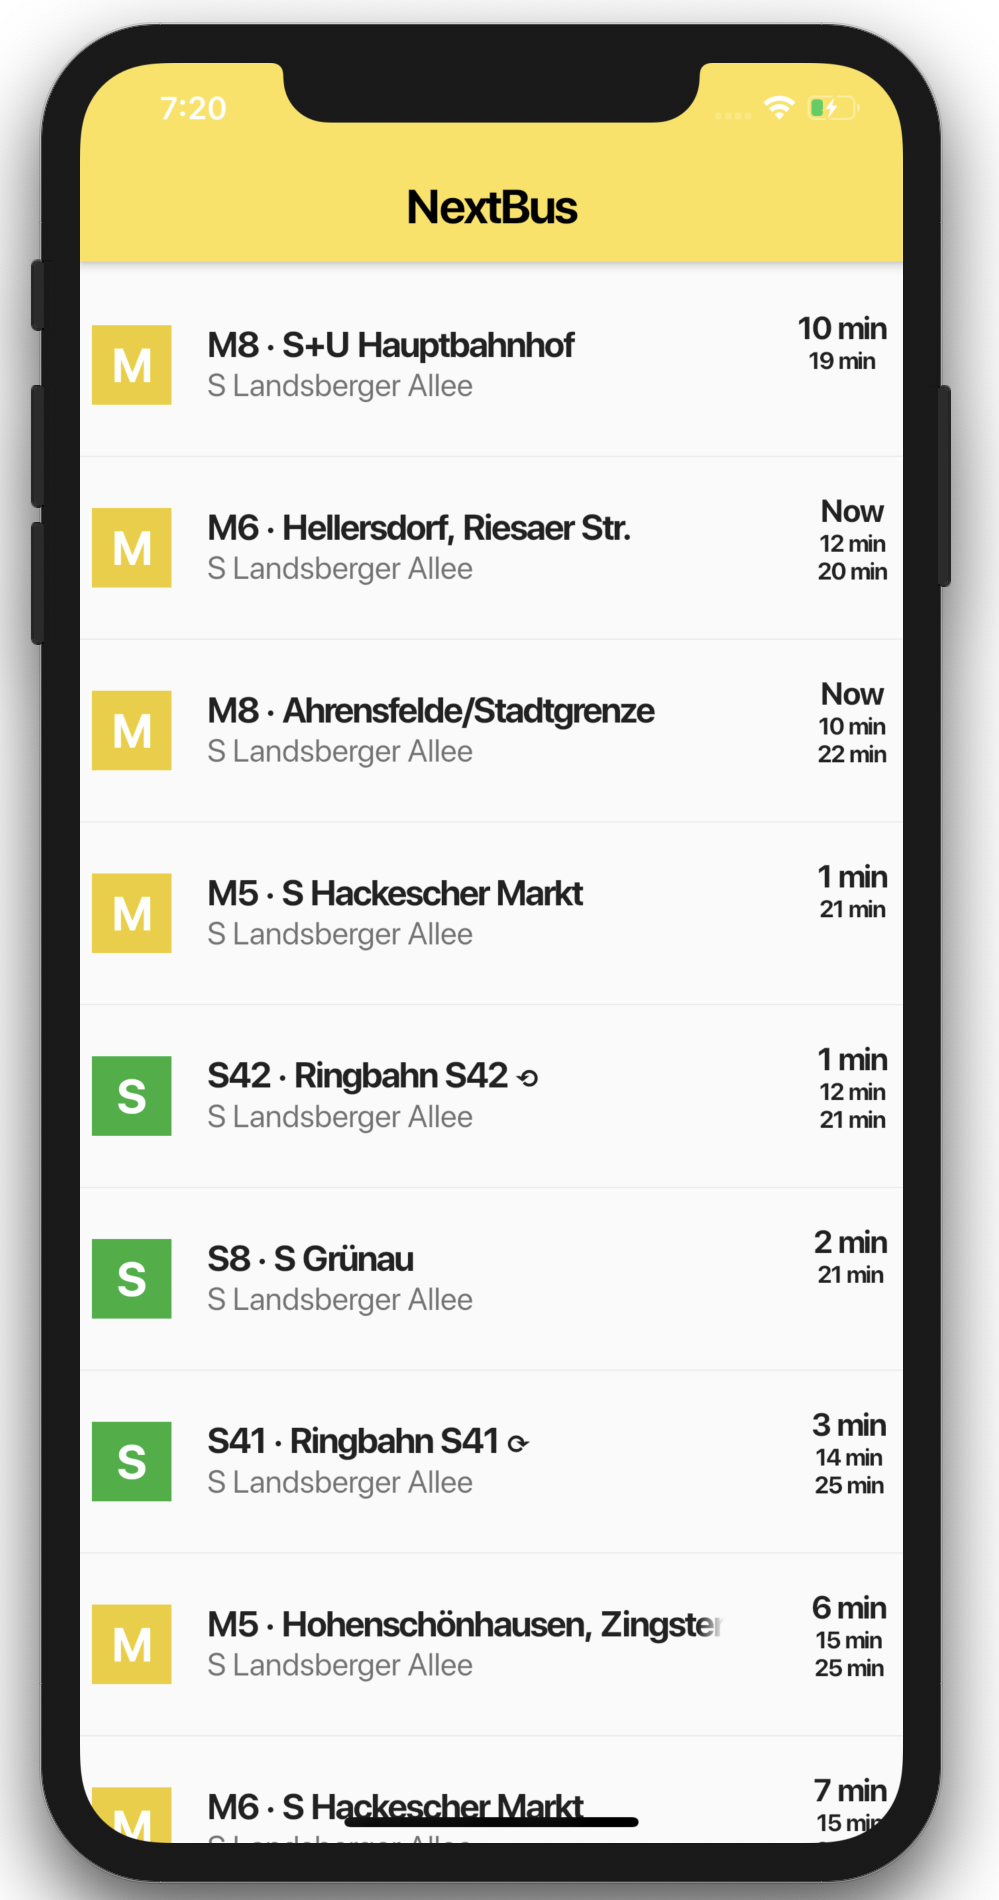 7:20
NextBus
M
M8 · S+U Hauptbahnhof
S Landsberger Allee
10 min
19 min
M
M6 · Hellersdorf, Riesaer Str.
S Landsberger Allee
Now
12 min
20 min
M
M8 · Ahrensfelde/Stadtgrenze
S Landsberger Allee
Now
10 min
22 min
M
M5 · S Hackescher Markt
S Landsberger Allee
1 min
21 min
S
S42 · Ringbahn S42 ⟲
S Landsberger Allee
1 min
12 min
21 min
S
S8 · S Grünau
S Landsberger Allee
2 min
21 min
S
S41 · Ringbahn S41 ⟳
S Landsberger Allee
3 min
14 min
25 min
M
M5 · Hohenschönhausen, Zingster
S Landsberger Allee
6 min
15 min
25 min
M
M6 · S Hackescher Markt
7 min
15 min